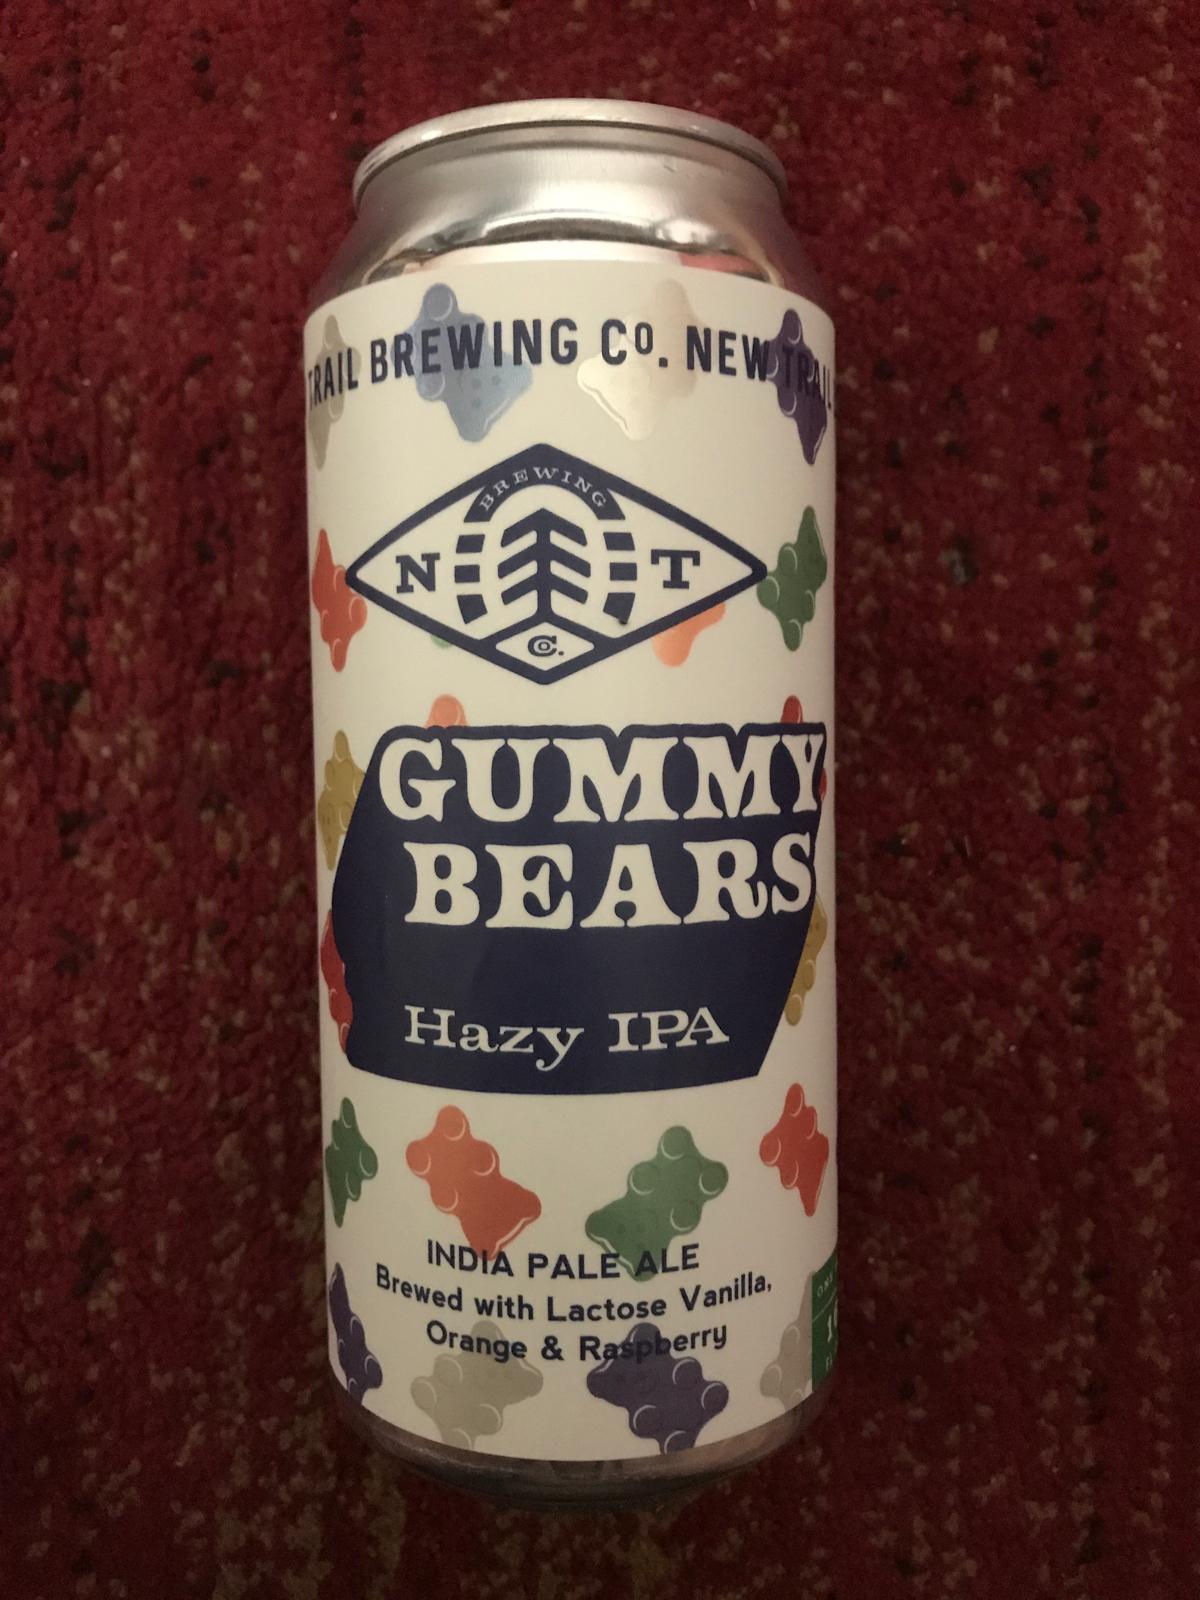 TRAIL BREWING Co. NEW TRAIL
BREWING
N T
Co.
GUMMY
BEARS
Hazy IPA
INDIA PALE ALE
Brewed with Lactose Vanilla,
Orange & Raspberry
ONE